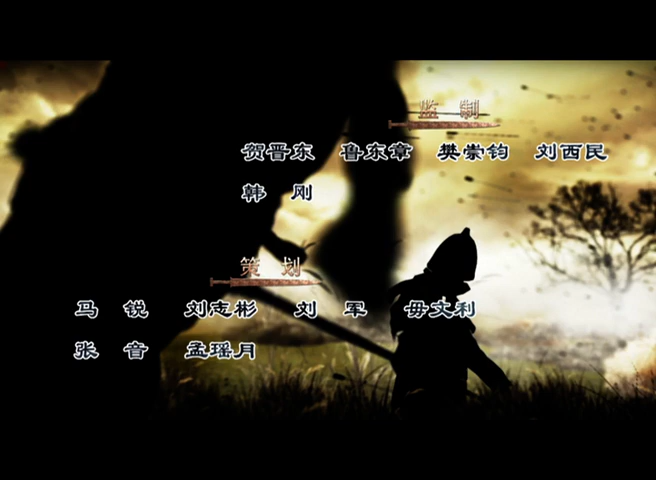 监 制
贺晋东 鲁东章 樊崇钧 刘西民
韩 刚
策 划
马 锐 刘志彬 刘 军 毋文利
张 音 孟瑶月